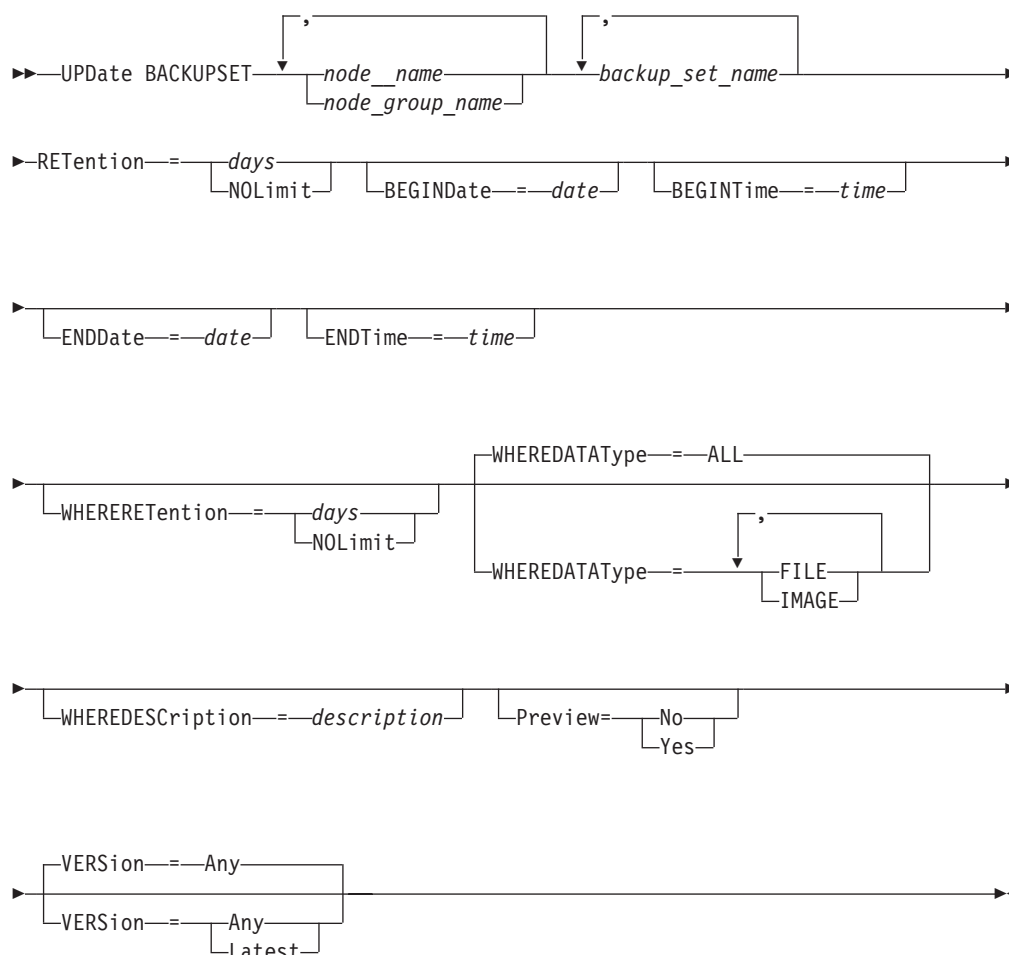 , ,
►►—UPDate BACKUPSET—node__name—backup_set_name—►
node_group_name
►—RETention—=—days—BEGINDate—=—date—BEGINTime—=—time—►
NOLimit
►—ENDDate—=—date—ENDTime—=—time—►
WHEREDATAType—=—ALL
►—WHERERETention—=—days—►
NOLimit
,
WHEREDATAType—=—FILE
IMAGE
►—WHEREDESCription—=—description—Preview=—No—►
Yes
VERSion—=—Any
►—►◄
VERSion—=—Any
Latest